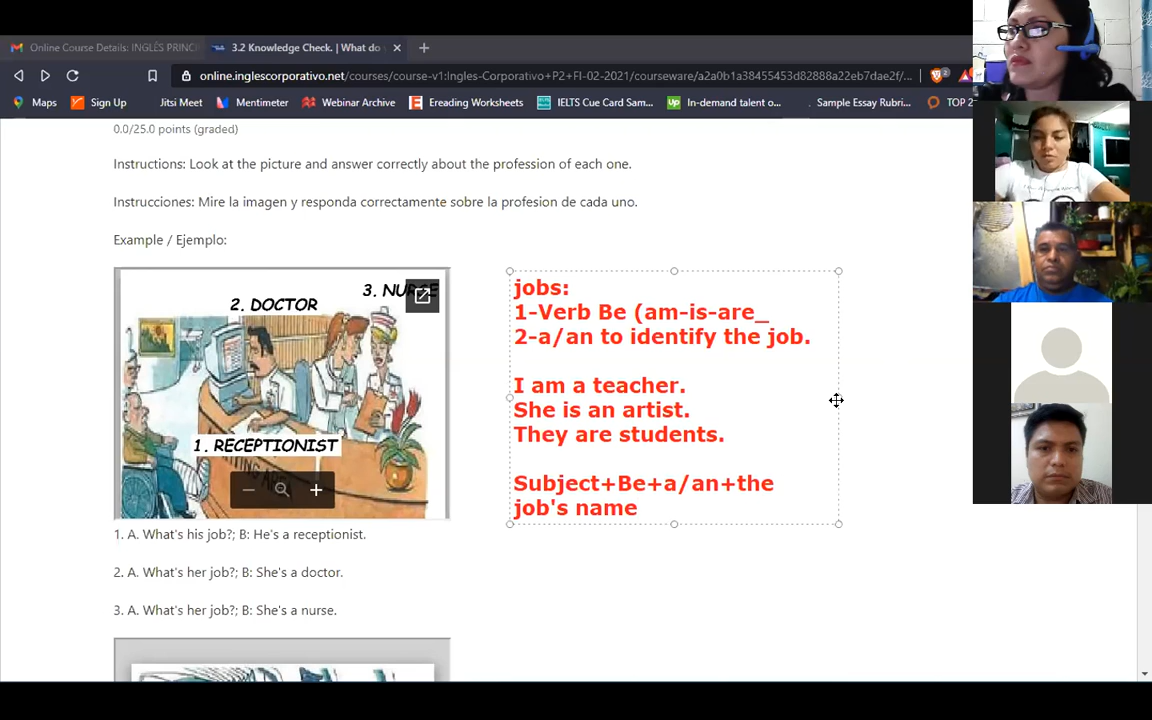 Online Course Details: INGLÉS PRINC
3.2 Knowledge Check. | What do
online.inglescorporativo.net/courses/course-v1:Ingles-Corporativo+P2+FI-02-2021/courseware/a2a0b1a38455453d82888a22eb7dae2f/...
Maps Sign Up Jitsi Meet Mentimeter Webinar Archive Ereading Worksheets IELTS Cue Card Sam... In-demand talent o... Sample Essay Rubri... TOP 2
0.0/25.0 points (graded)
Instructions: Look at the picture and answer correctly about the profession of each one.
Instrucciones: Mire la imagen y responda correctamente sobre la profesion de cada uno.
Example / Ejemplo:
3. NURSE
2. DOCTOR
1. RECEPTIONIST
jobs:
1-Verb Be (am-is-are_
2-a/an to identify the job.
I am a teacher.
She is an artist.
They are students.
Subject+Be+a/an+the
job's name
1. A. What's his job?; B: He's a receptionist.
2. A. What's her job?; B: She's a doctor.
3. A. What's her job?; B: She's a nurse.